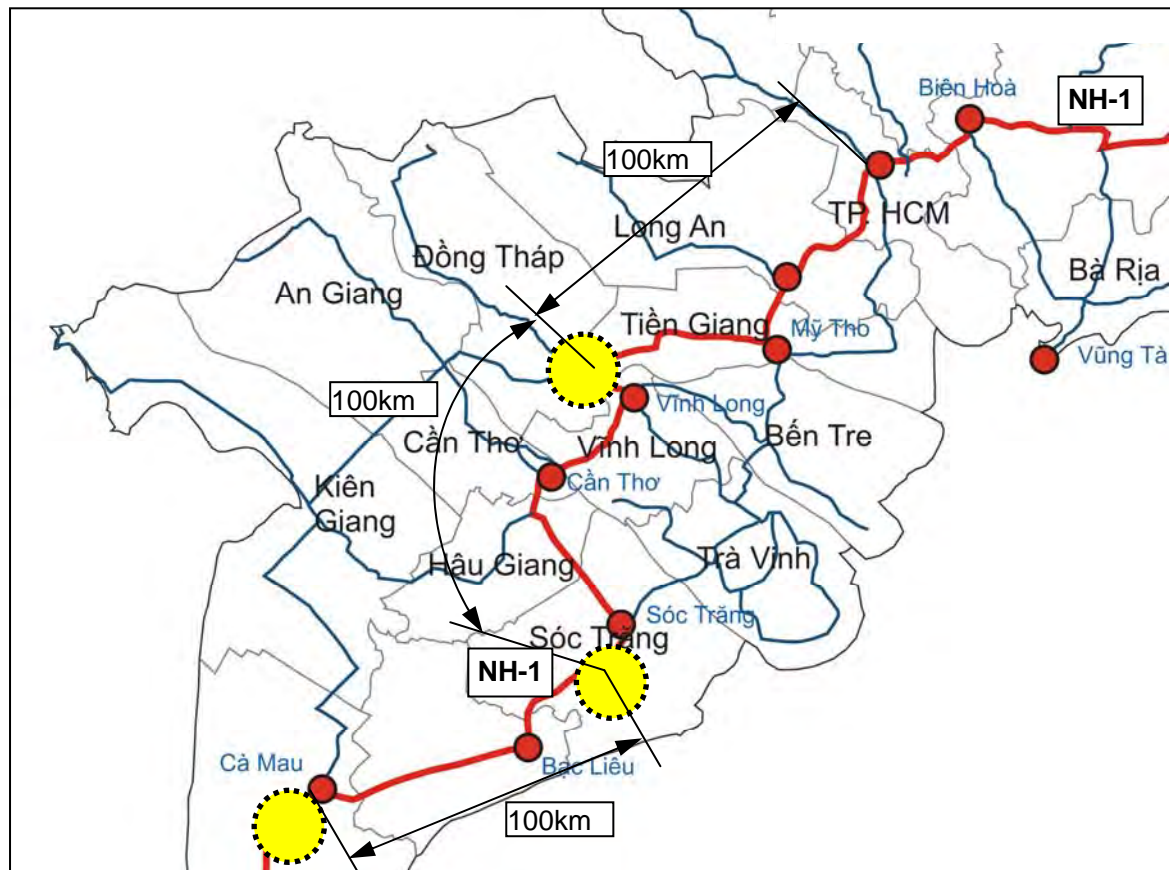 Biên Hoà
NH-1
100km
TP. HCM
Long An
Đồng Tháp
Bà Rịa
An Giang
Tiền Giang
Mỹ Tho
Vũng Tà
100km
Vĩnh Long
Cần Thơ
Vĩnh Long
Bến Tre
Cần Thơ
Kiên
Giang
Hậu Giang
Trà Vinh
Sóc Trăng
Sóc Trăng
NH-1
Cà Mau
Bạc Liêu
100km